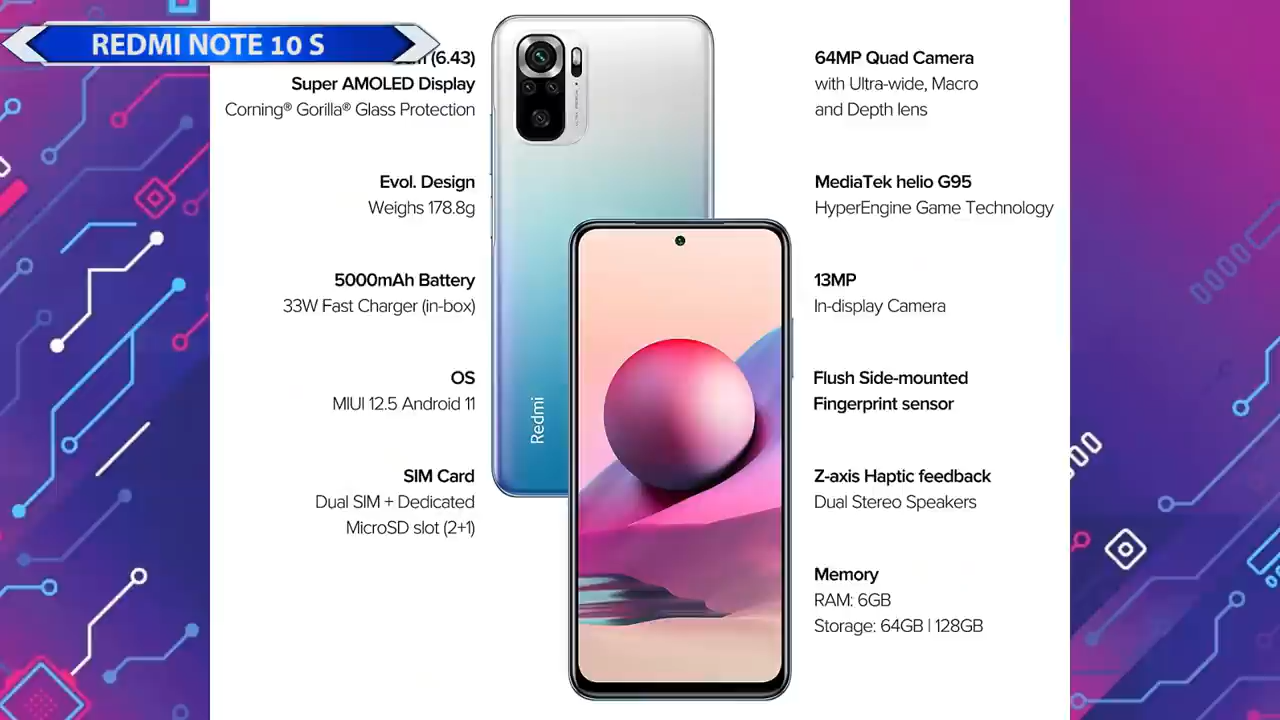 REDMI NOTE 10 S
(6.43)
Super AMOLED Display
Corning® Gorilla® Glass Protection
Evol. Design
Weighs 178.8g
5000mAh Battery
33W Fast Charger (in-box)
OS
MIUI 12.5 Android 11
SIM Card
Dual SIM + Dedicated
MicroSD slot (2+1)
Redmi
64MP Quad Camera
with Ultra-wide, Macro
and Depth lens
MediaTek helio G95
HyperEngine Game Technology
13MP
In-display Camera
Flush Side-mounted
Fingerprint sensor
Z-axis Haptic feedback
Dual Stereo Speakers
Memory
RAM: 6GB
Storage: 64GB | 128GB